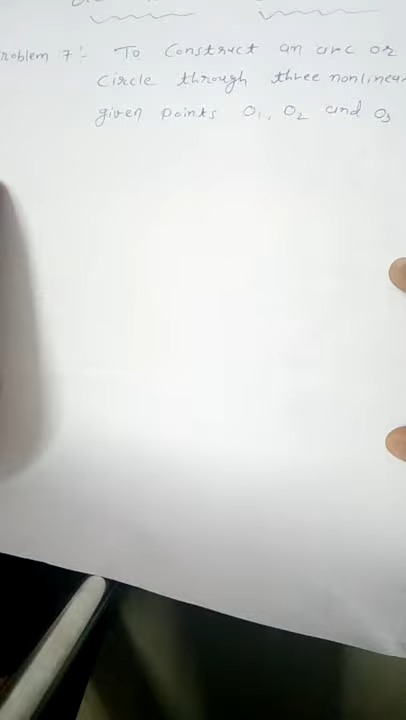 roblem 7:- To Construct an arc or
Circle through three nonlinear
given points O1, O2 and O3